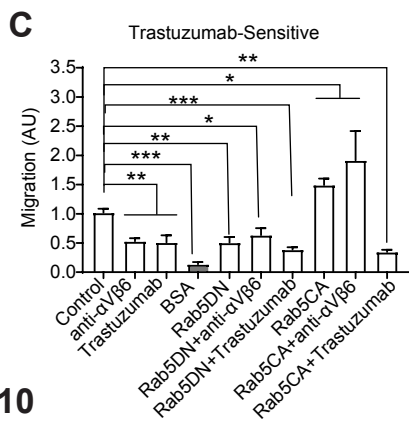 C
Trastuzumab-Sensitive
Migration (AU)
3.5
3.0
2.5
2.0
1.5
1.0
0.5
0.0
**
*
***
*
**
***
**
Control
anti-αVβ6
Trastuzumab
BSA
Rab5DN
Rab5DN+anti-αVβ6
Rab5DN+Trastuzumab
Rab5CA
Rab5CA+anti-αVβ6
Rab5CA+Trastuzumab
10